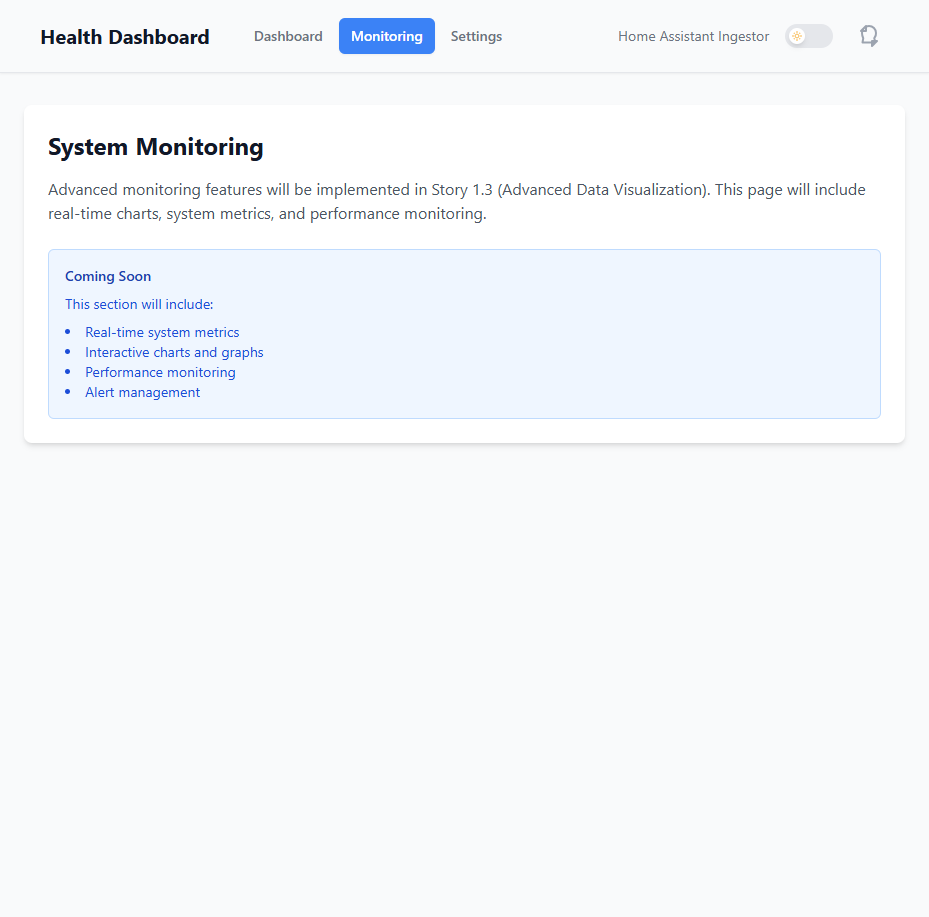 Health Dashboard
Dashboard
Monitoring
Settings
Home Assistant Ingestor
System Monitoring
Advanced monitoring features will be implemented in Story 1.3 (Advanced Data Visualization). This page will include
real-time charts, system metrics, and performance monitoring.
Coming Soon
This section will include:
Real-time system metrics
Interactive charts and graphs
Performance monitoring
Alert management